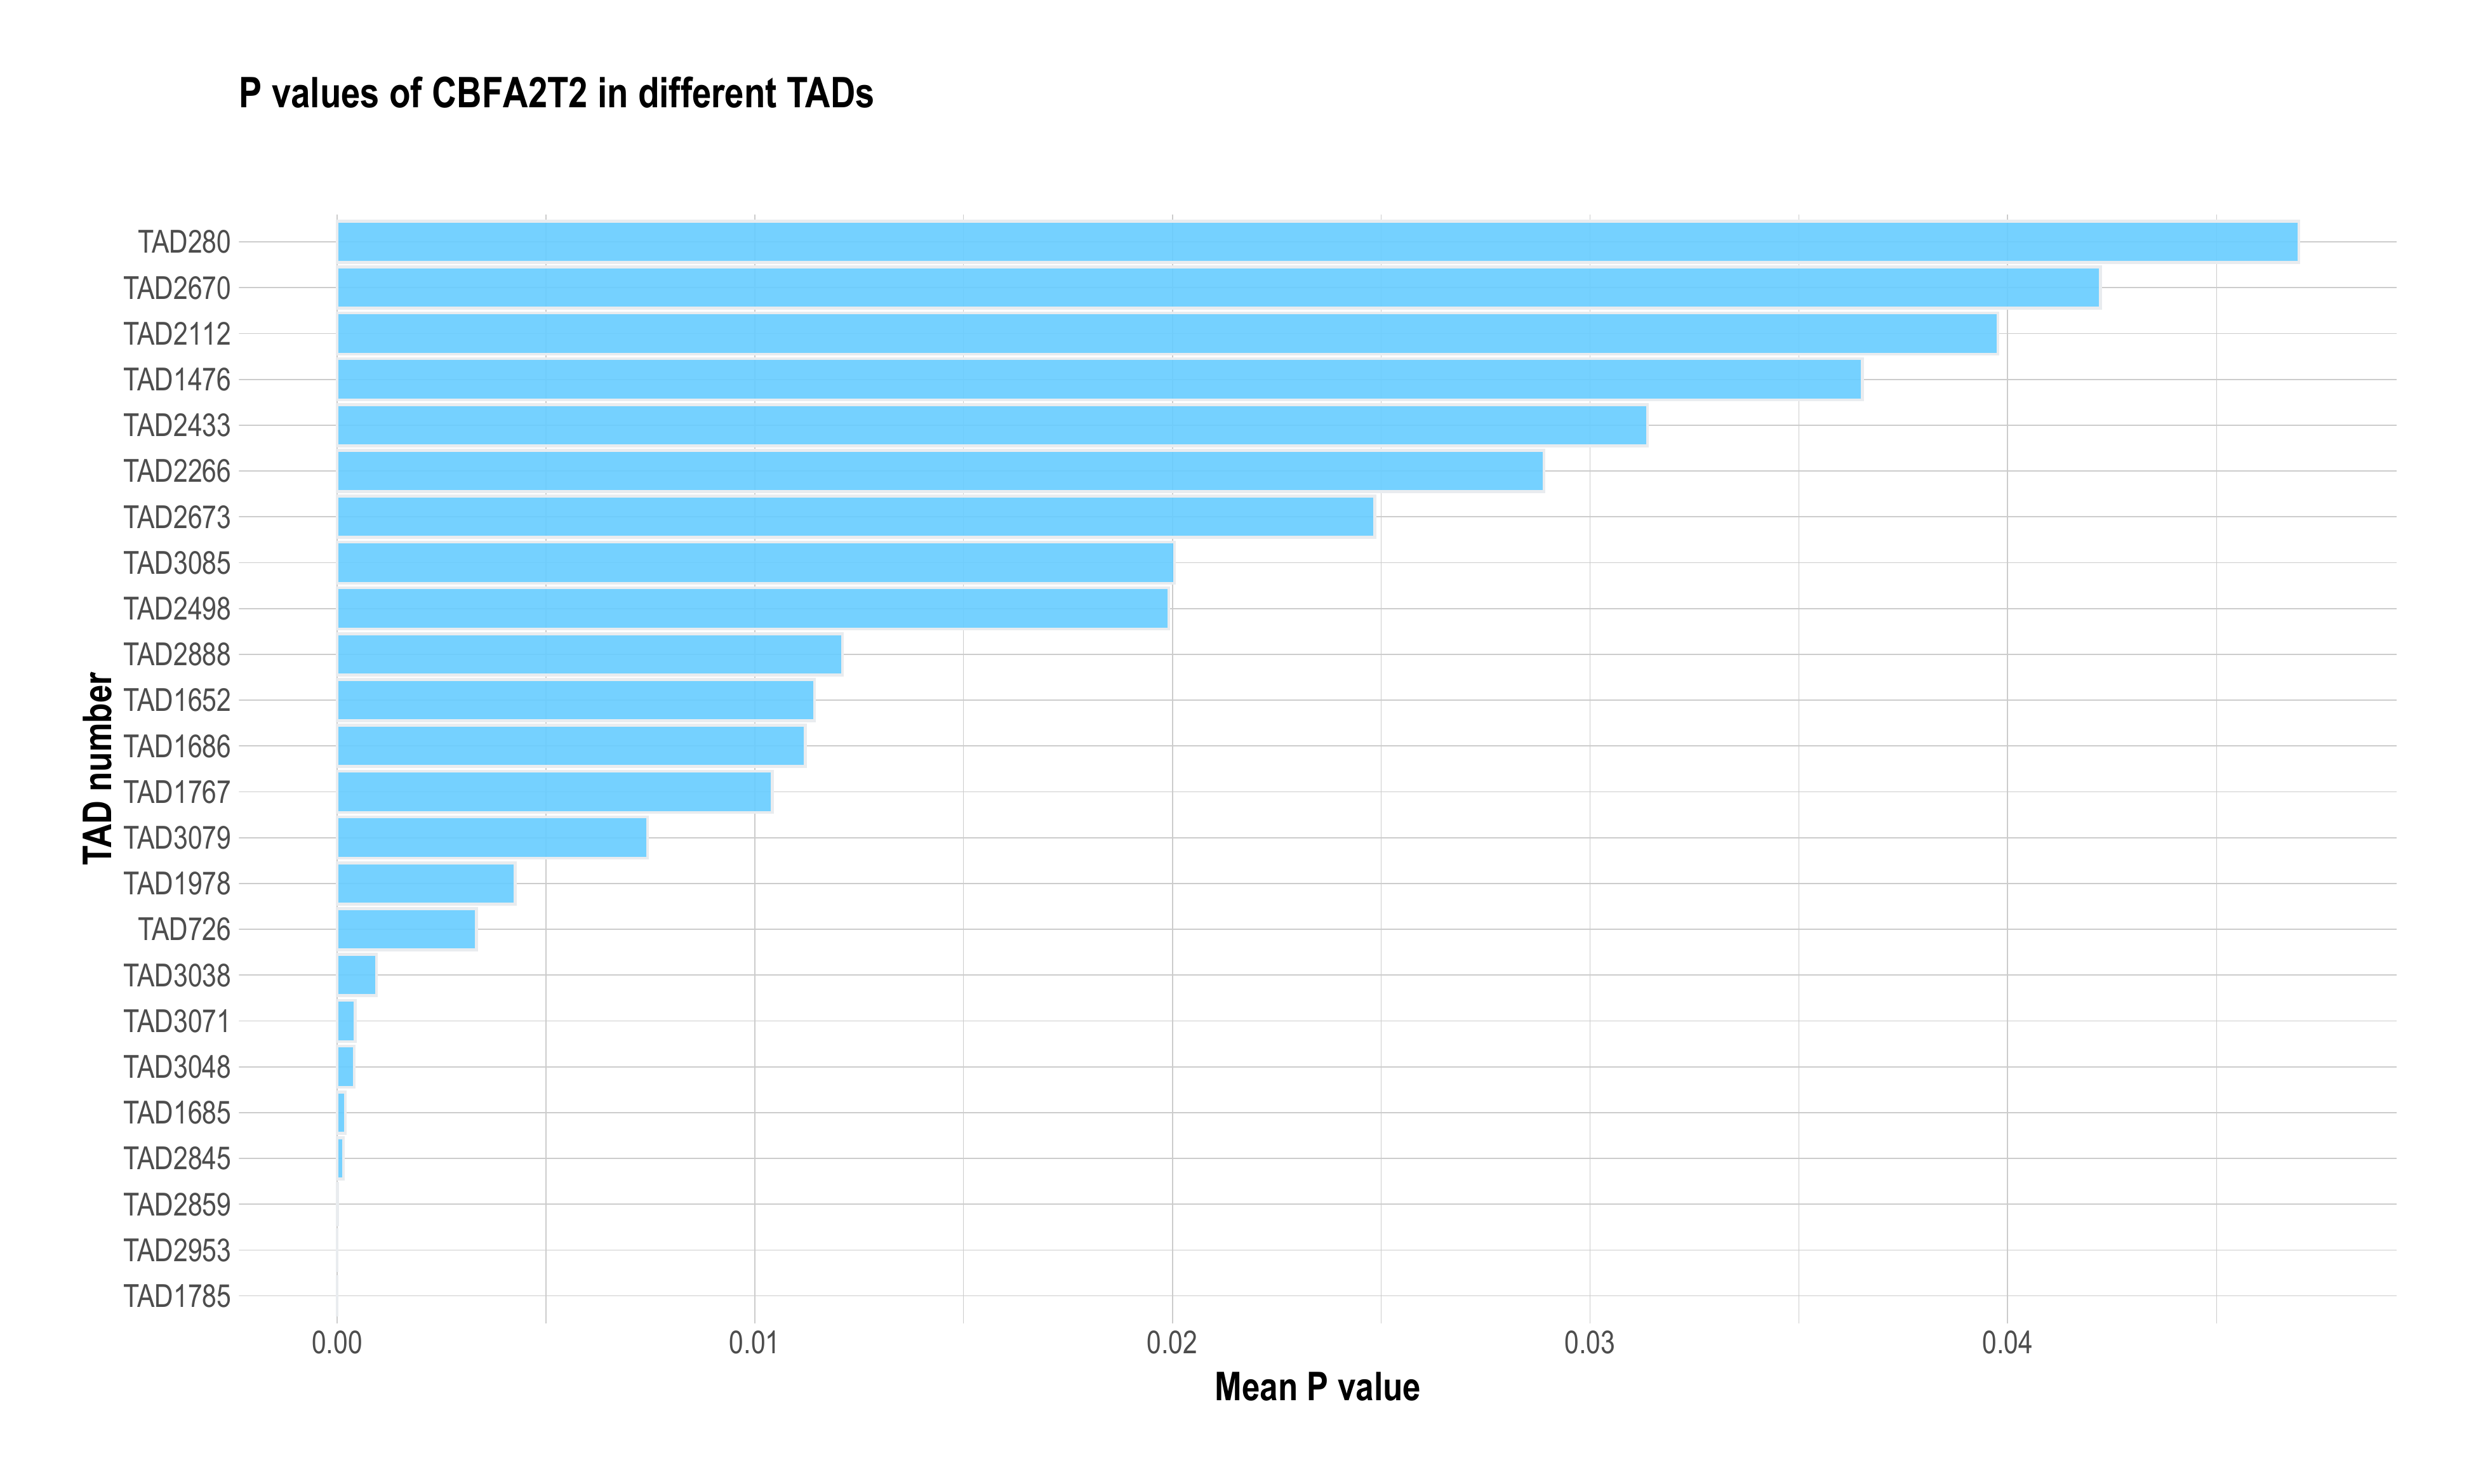 P values of CBFA2T2 in different TADs
TAD280
TAD2670
TAD2112
TAD1476
TAD2433
TAD2266
TAD2673
TAD3085
TAD2498
TAD2888
TAD1652
TAD1686
TAD1767
TAD3079
TAD1978
TAD726
TAD3038
TAD3071
TAD3048
TAD1685
TAD2845
TAD2859
TAD2953
TAD1785
TAD number
0.00 0.01 0.02 0.03 0.04
Mean P value